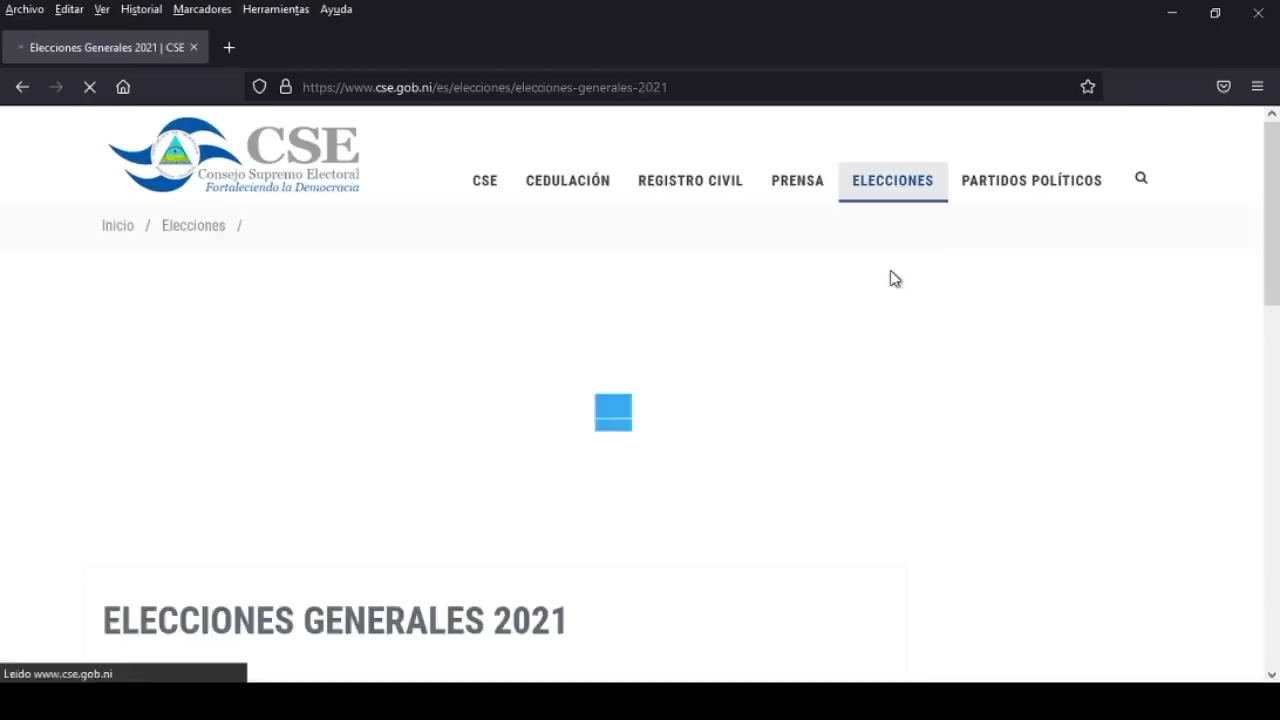 Archivo Editar Ver Historial Marcadores Herramientas Ayuda
Elecciones Generales 2021 | CSE
https://www.cse.gob.ni/es/elecciones/elecciones-generales-2021
CSE
Consejo Supremo Electoral
Fortaleciendo la Democracia
CSE CEDULACIÓN REGISTRO CIVIL PRENSA ELECCIONES PARTIDOS POLÍTICOS
Inicio / Elecciones /
ELECCIONES GENERALES 2021
Leído www.cse.gob.ni